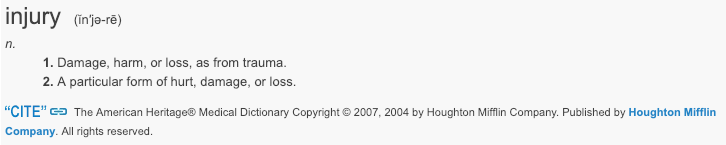 injury (ĭn′jə-rē)
n.
1. Damage, harm, or loss, as from trauma.
2. A particular form of hurt, damage, or loss.
“CITE” The American Heritage® Medical Dictionary Copyright © 2007, 2004 by Houghton Mifflin Company. Published by Houghton Mifflin
Company. All rights reserved.